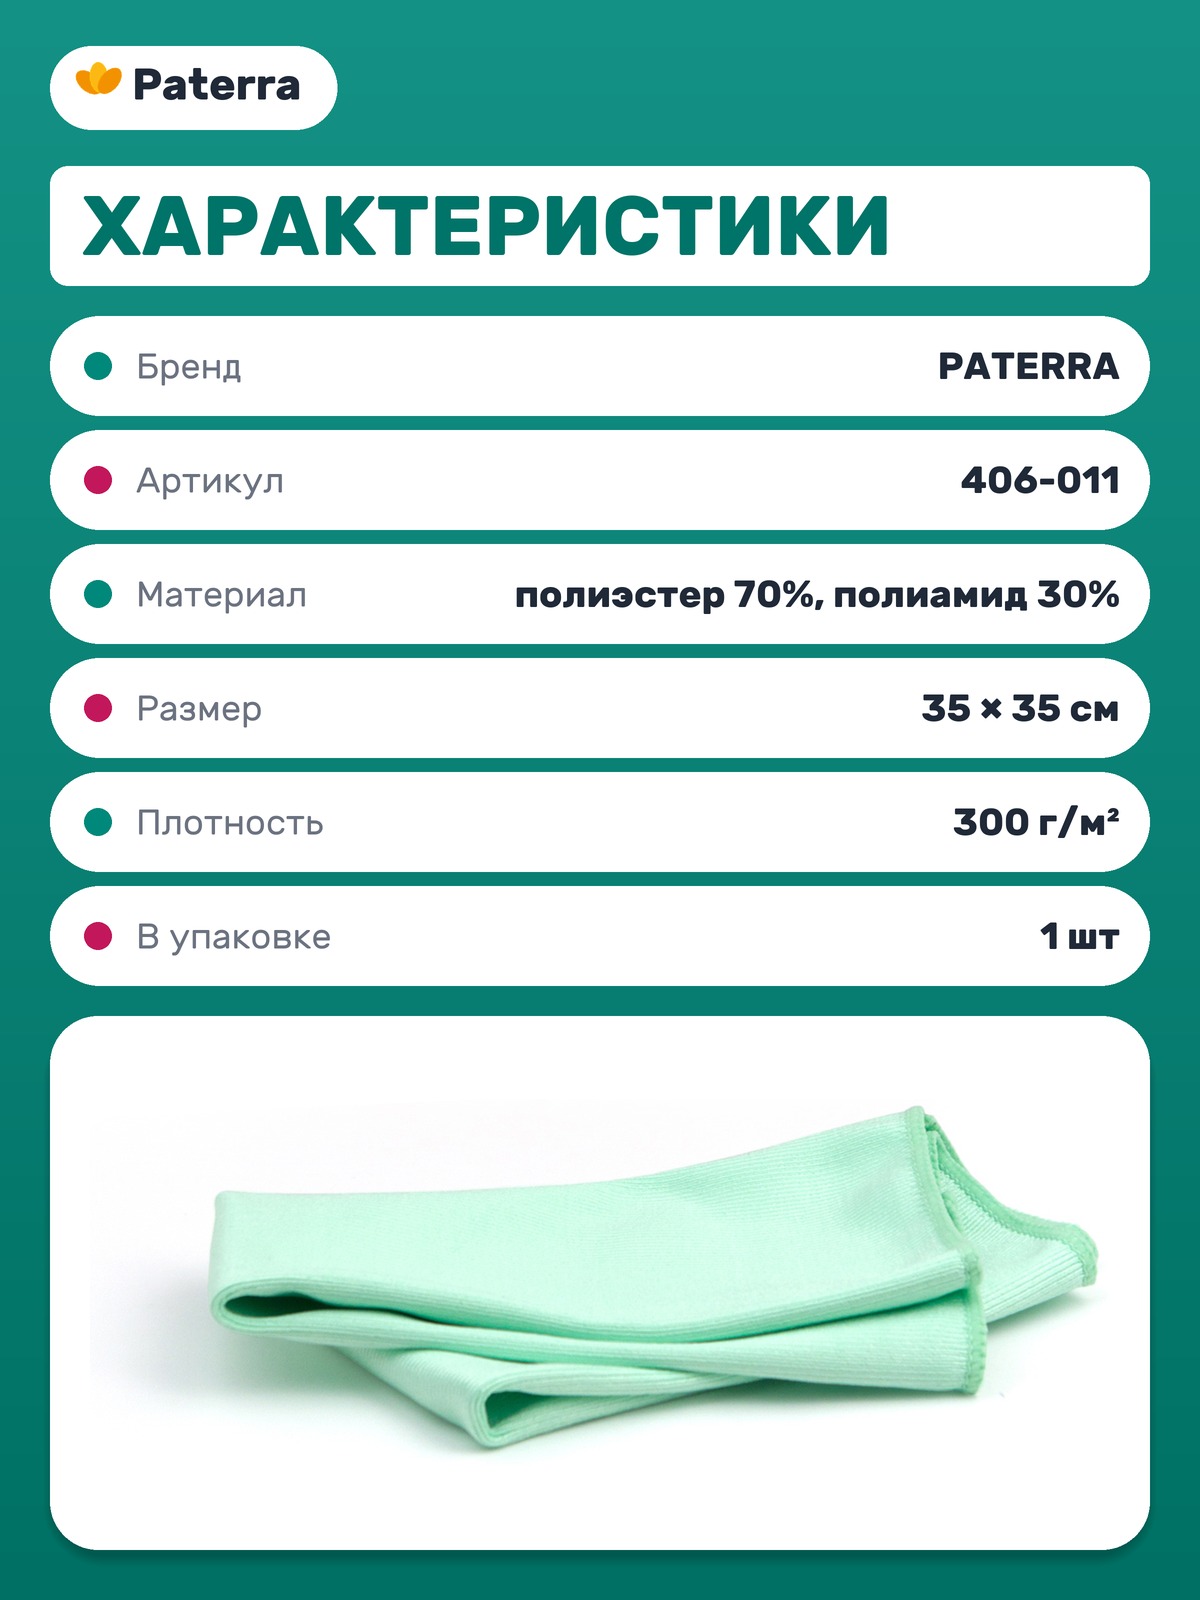 Paterra
ХАРАКТЕРИСТИКИ
Бренд PATERRA
Артикул 406-011
Материал полиэстер 70%, полиамид 30%
Размер 35 × 35 см
Плотность 300 г/м²
В упаковке 1 шт